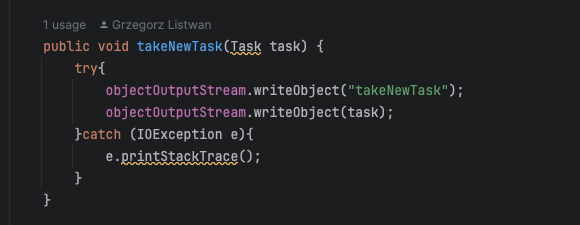 1 usage Grzegorz Listwan
public void takeNewTask(Task task) {
    try{
        objectOutputStream.writeObject("takeNewTask");
        objectOutputStream.writeObject(task);
    }catch (IOException e){
        e.printStackTrace();
    }
}